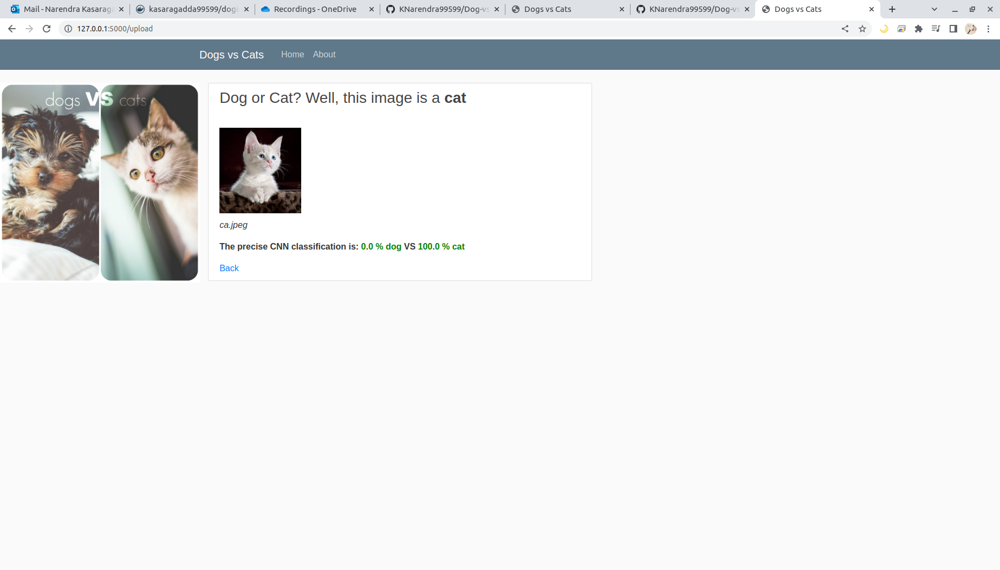 Mail - Narendra Kasaraga
kasaragadda99599/dogi
Recordings - OneDrive
KNarendra99599/Dog-vs
Dogs vs Cats
KNarendra99599/Dog-vs
Dogs vs Cats
127.0.0.1:5000/upload
Dogs vs Cats Home About
dogs VS cats
Dog or Cat? Well, this image is a cat
ca.jpeg
The precise CNN classification is: 0.0 % dog VS 100.0 % cat
Back